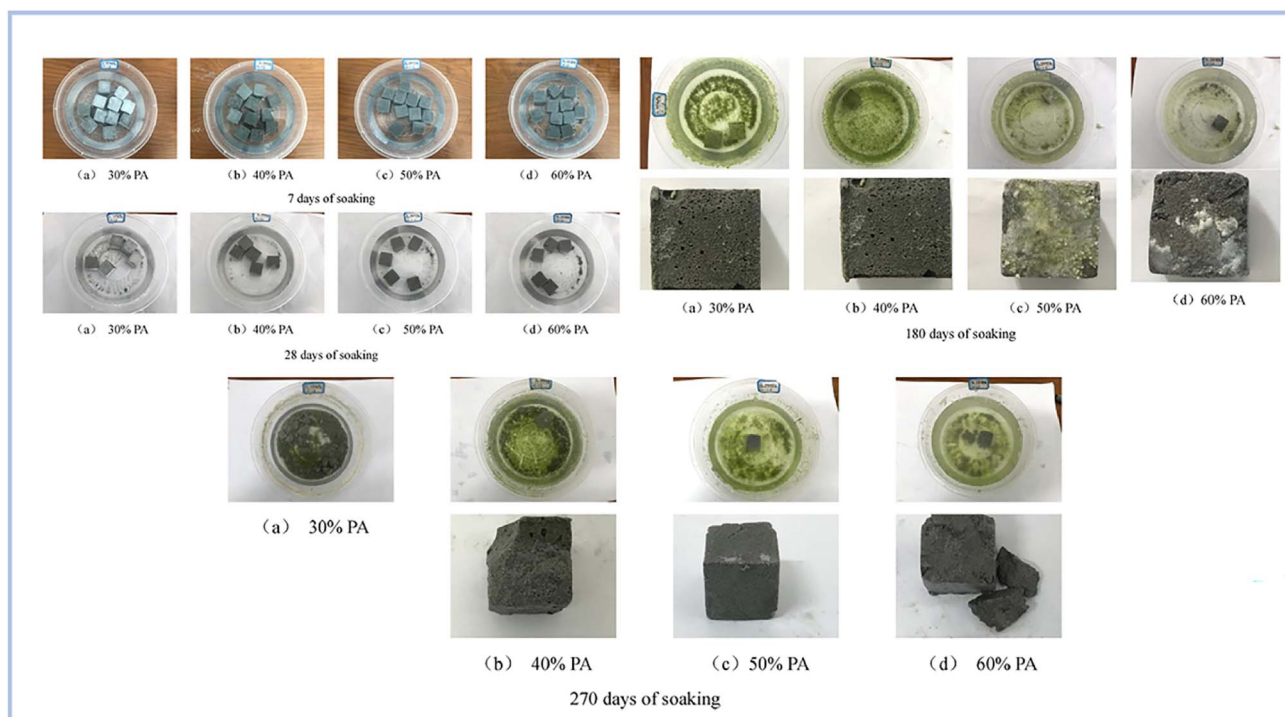 (a) 30% PA
(b) 40% PA
(c) 50% PA
(d) 60% PA
7 days of soaking
(a) 30% PA
(b) 40% PA
(c) 50% PA
(d) 60% PA
28 days of soaking
(a) 30% PA
(b) 40% PA
(c) 50% PA
(d) 60% PA
180 days of soaking
(a) 30% PA
(b) 40% PA
(c) 50% PA
(d) 60% PA
270 days of soaking